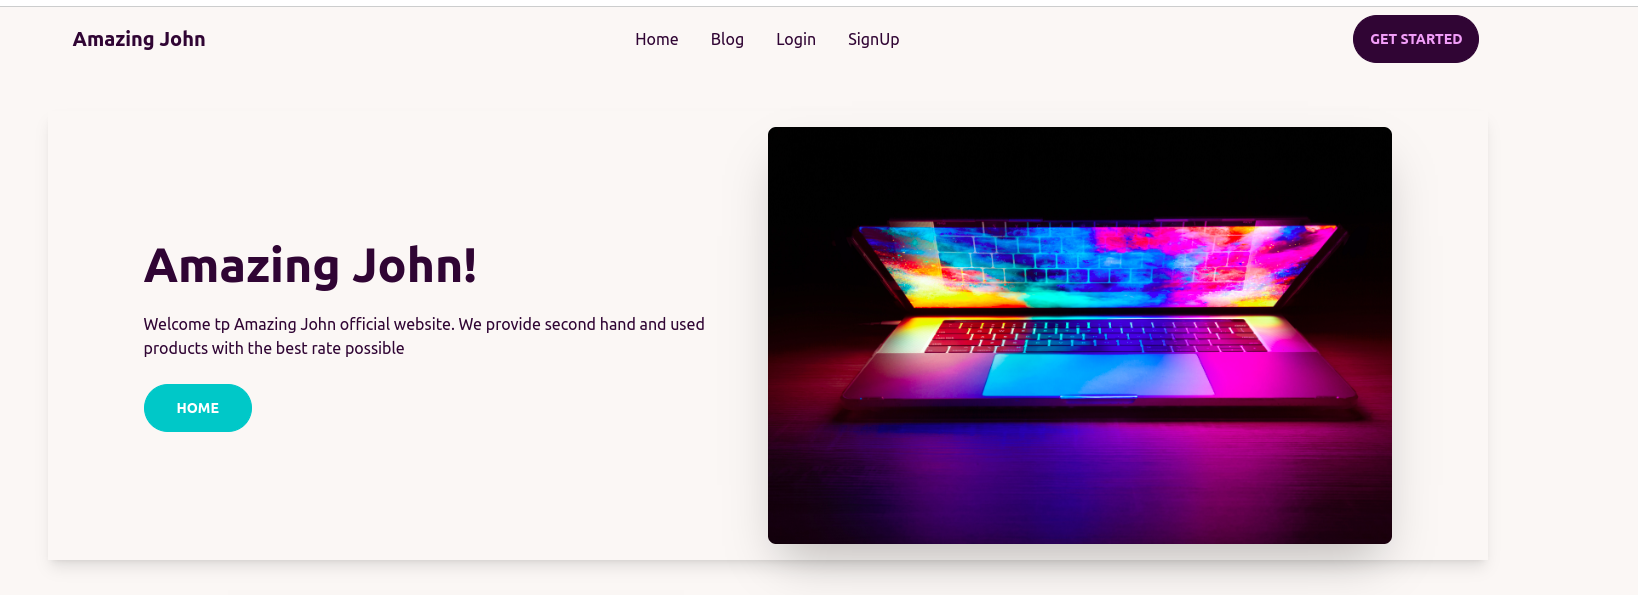 Amazing John
Home Blog Login SignUp
GET STARTED
Amazing John!
Welcome tp Amazing John official website. We provide second hand and used
products with the best rate possible
HOME